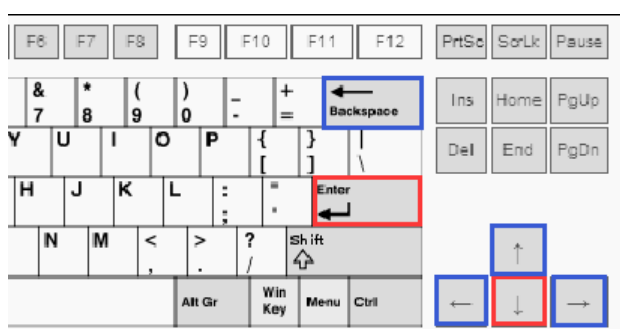 F6 F7 F8 F9 F10 F11 F12 PrtSc ScrLk Pause
& * ( ) _ + ← Backspace
7 8 9 0 - =
Ins Home PgUp
Y U I O P { } |
[ ] \
Del End PgDn
H J K L : " Enter
; '
N M < > ? Shift
, . /
↑
Alt Gr Win Key Menu Ctrl
← ↓ →